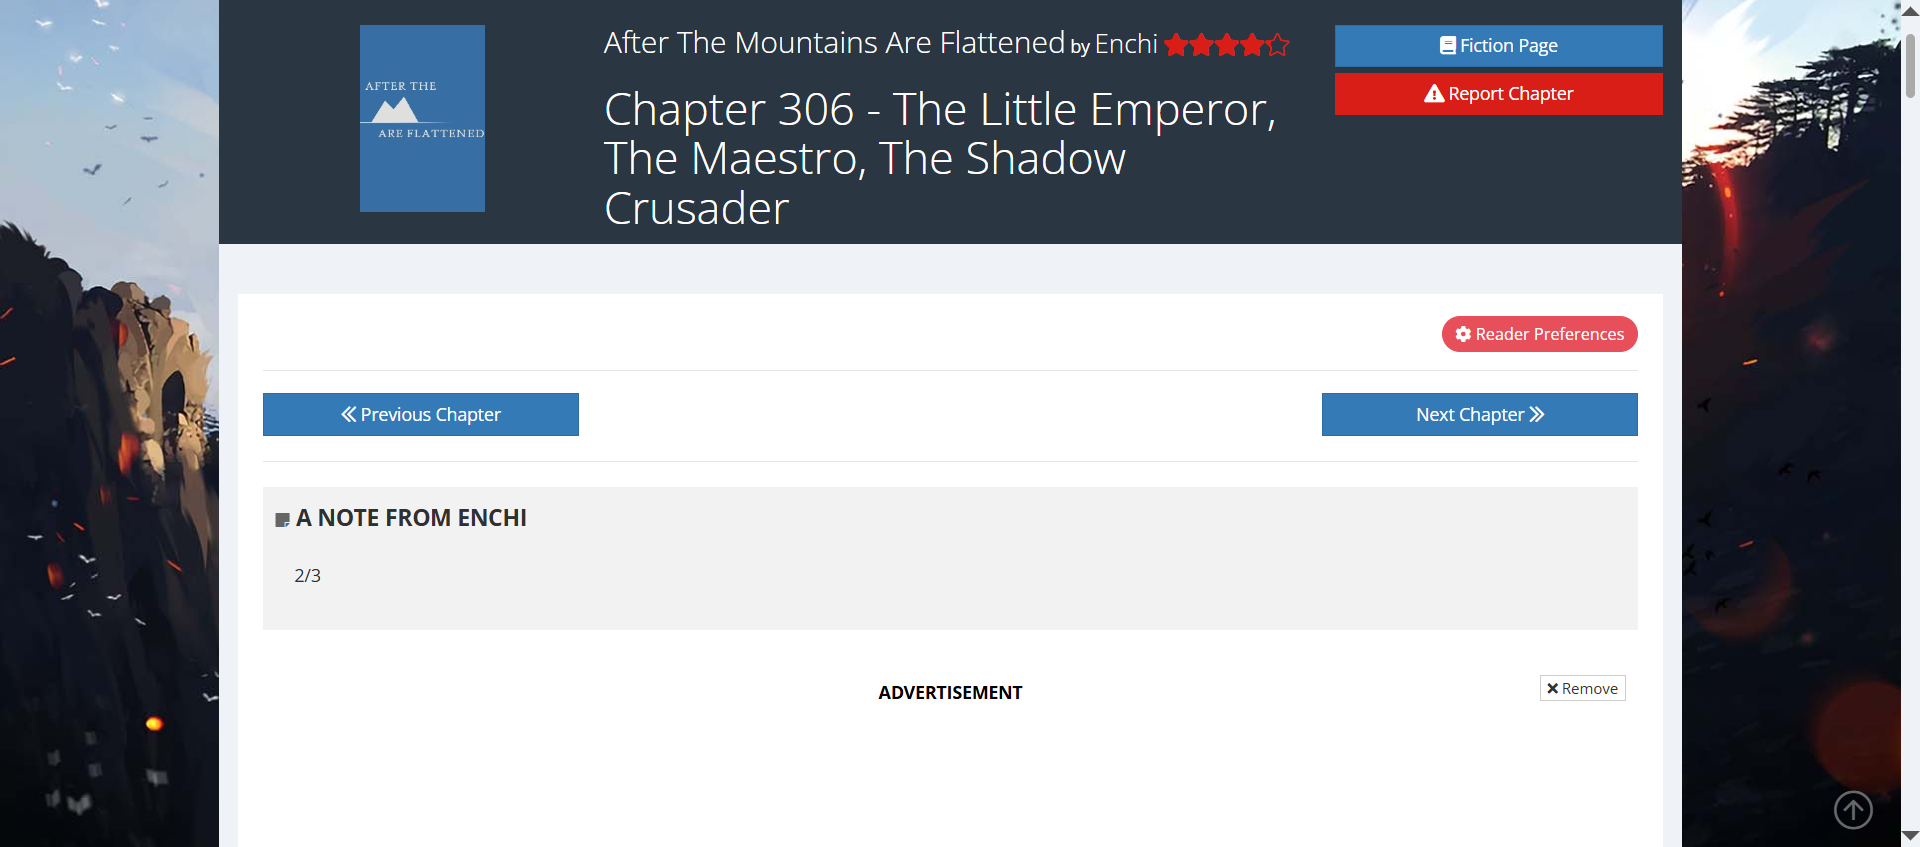 AFTER THE
ARE FLATTENED
After The Mountains Are Flattened by Enchi
Chapter 306 - The Little Emperor,
The Maestro, The Shadow
Crusader
Fiction Page
Report Chapter
Reader Preferences
Previous Chapter
Next Chapter
A NOTE FROM ENCHI
2/3
ADVERTISEMENT
Remove